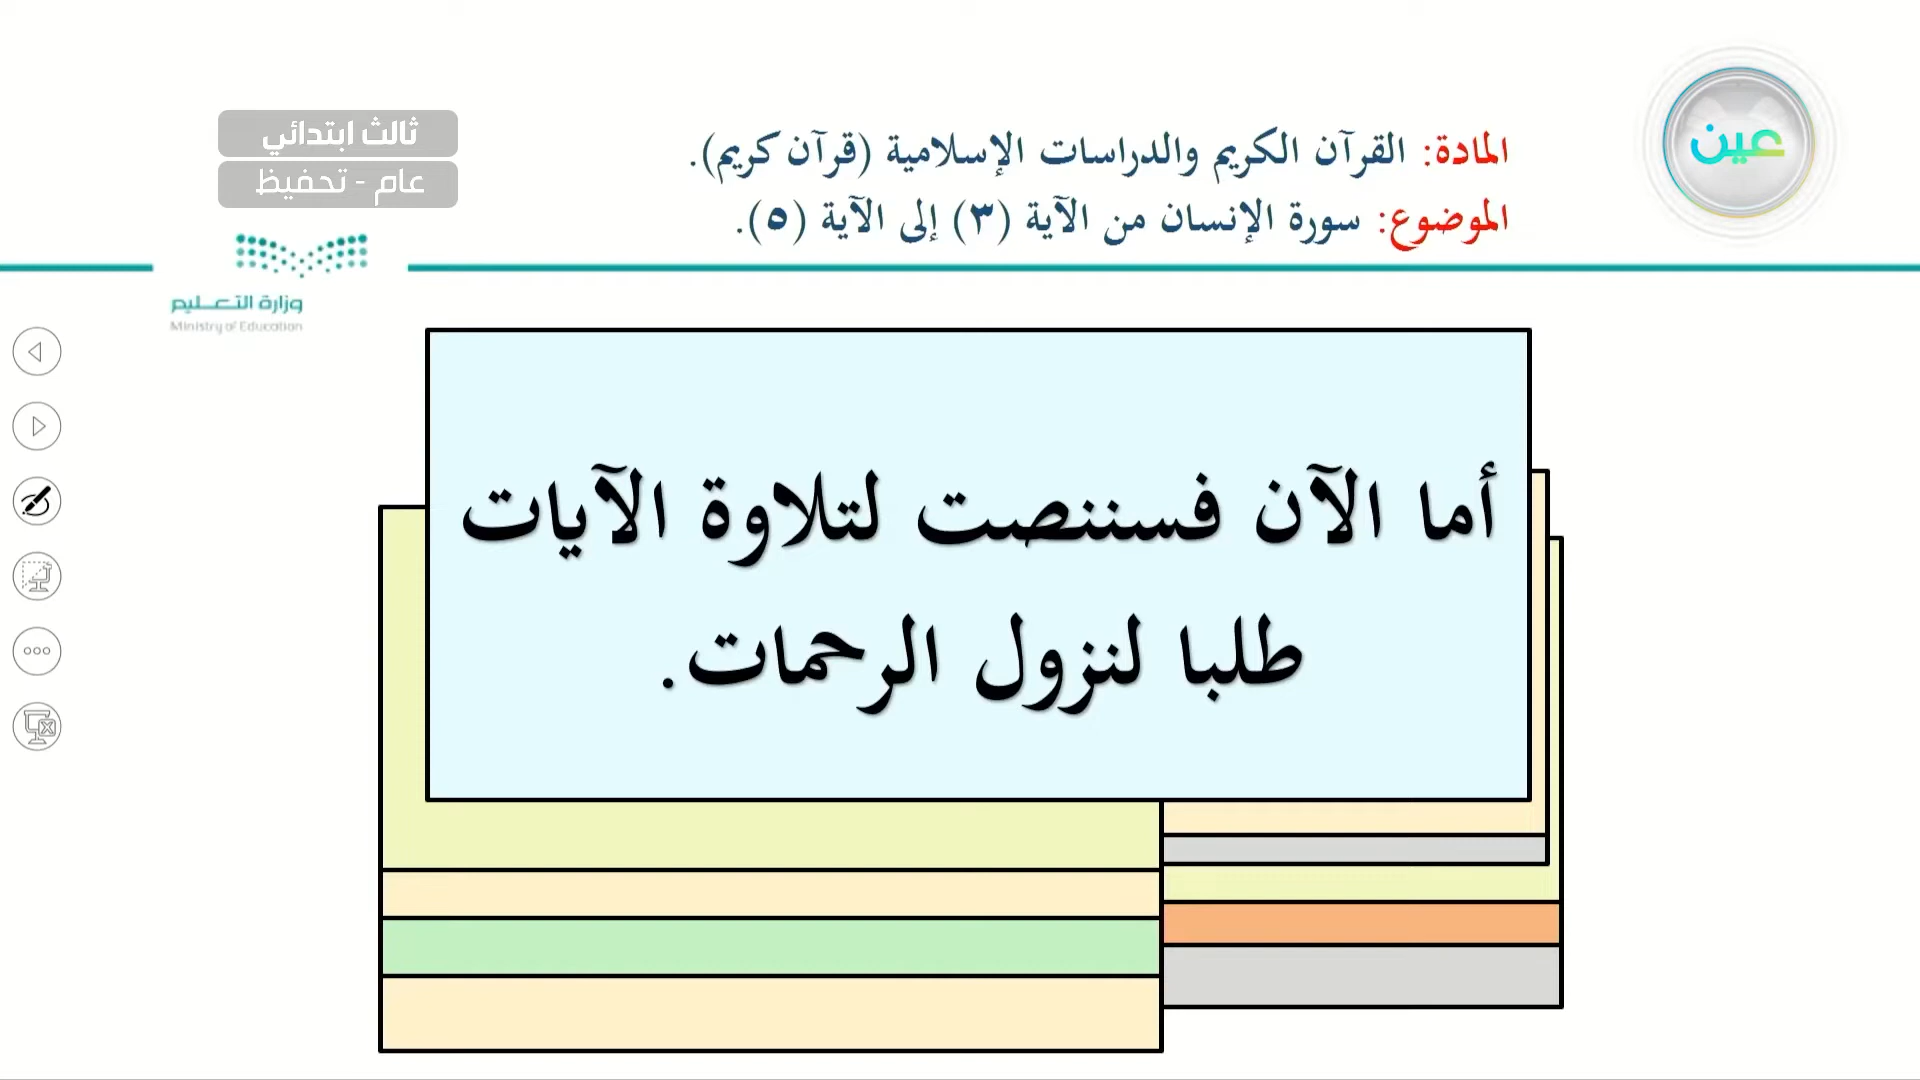 عين
المادة: القرآن الكريم والدراسات الإسلامية (قرآن كريم).
الموضوع: سورة الإنسان من الآية (٣) إلى الآية (٥).
ثالث ابتدائي
عام - تحفيظ
وزارة التعليم
Ministry of Education
أما الآن فسننصت لتلاوة الآيات
طلبا لنزول الرحمات.